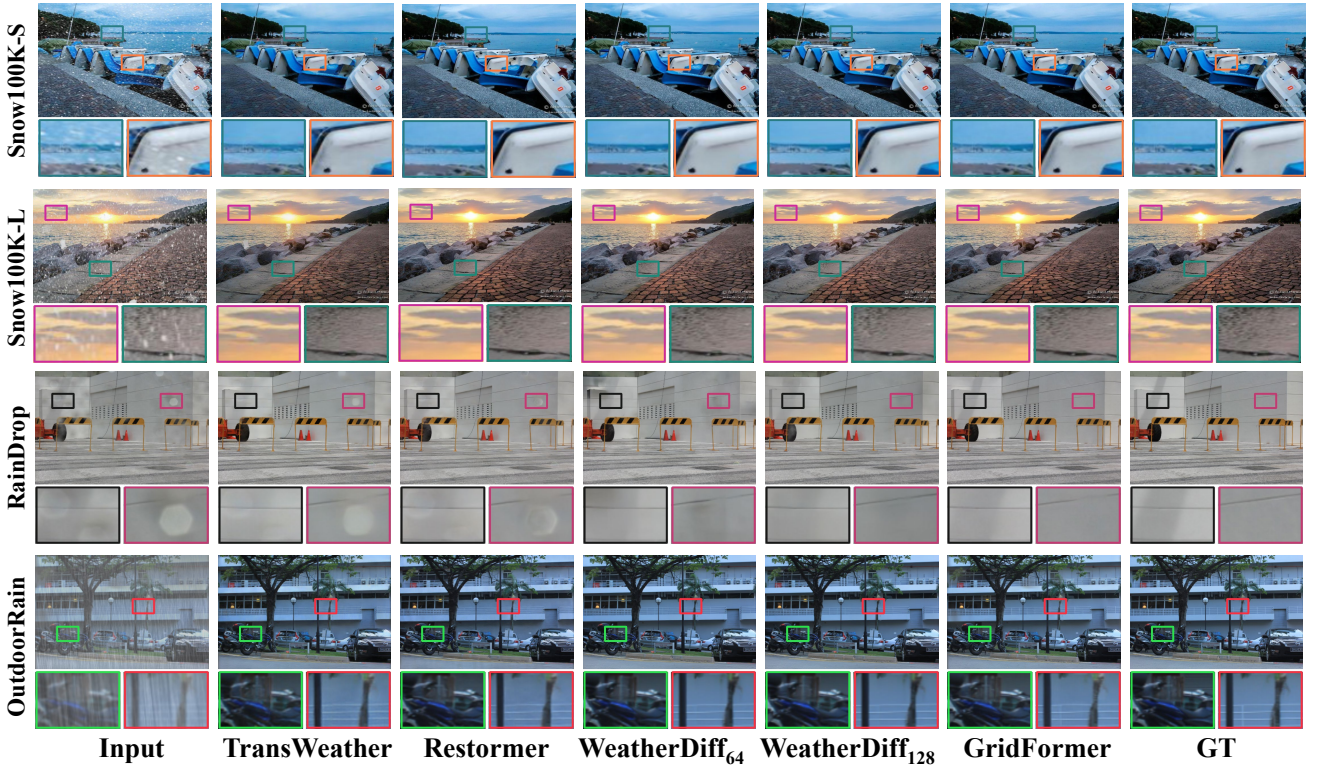 Snow100K-S
Snow100K-L
RainDrop
OutdoorRain
Input TransWeather Restormer WeatherDiff64 WeatherDiff128 GridFormer GT